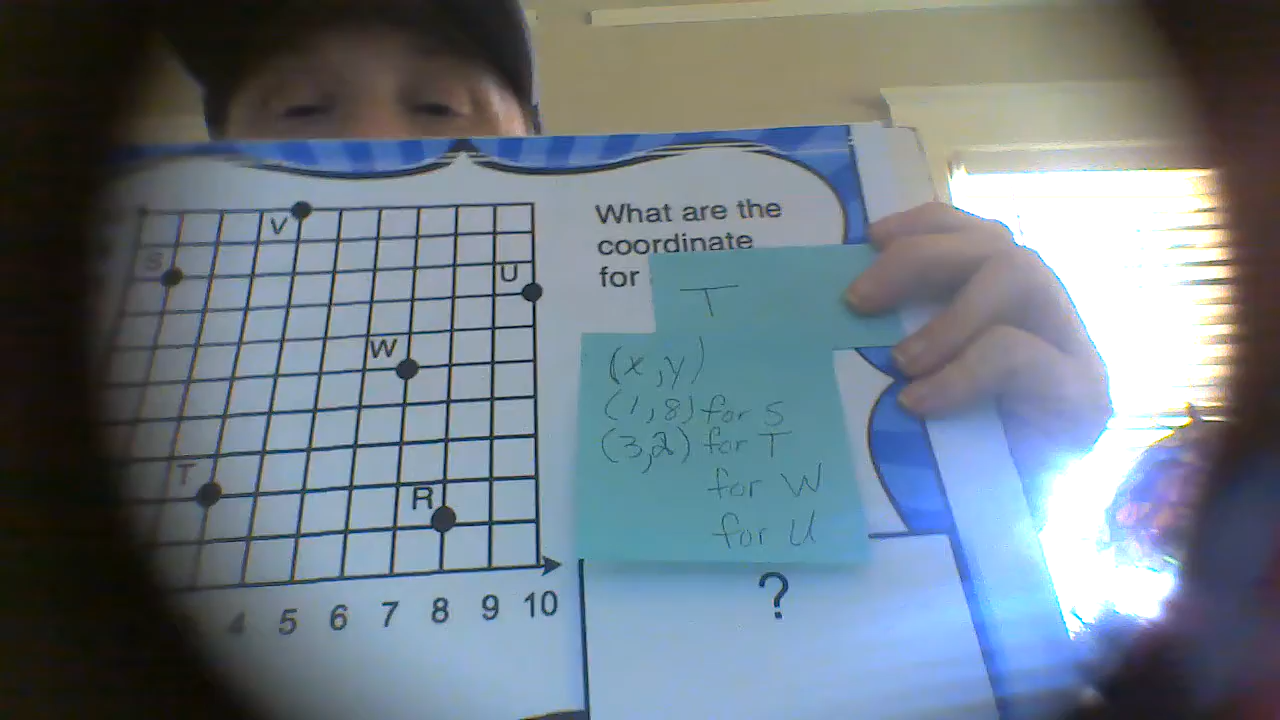 V
S
U
W
T
R
4 5 6 7 8 9 10
What are the
coordinate
for T
(x,y)
(1,8) for S
(3,2) for T
for W
for U
?